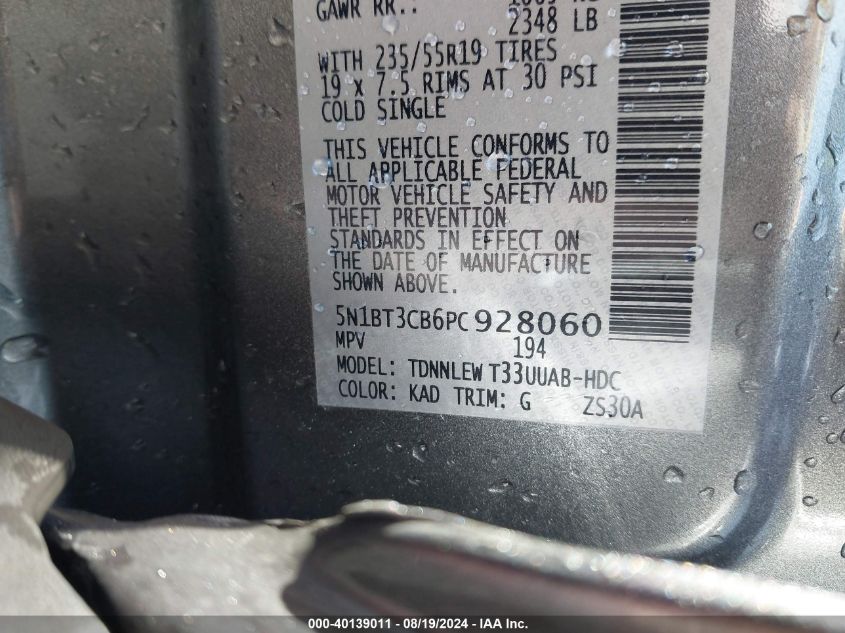 GAWR RR.:
2348 LB
WITH 235/55R19 TIRES
19 x 7.5 RIMS AT 30 PSI
COLD SINGLE
THIS VEHICLE CONFORMS TO
ALL APPLICABLE FEDERAL
MOTOR VEHICLE SAFETY AND
THEFT PREVENTION
STANDARDS IN EFFECT ON
THE DATE OF MANUFACTURE
SHOWN ABOVE.
5N1BT3CB6PC 928060
MPV 194
MODEL: TDNNLEW T33UUAB-HDC
COLOR: KAD TRIM: G ZS30A
000-40139011 - 08/19/2024 - IAA Inc.